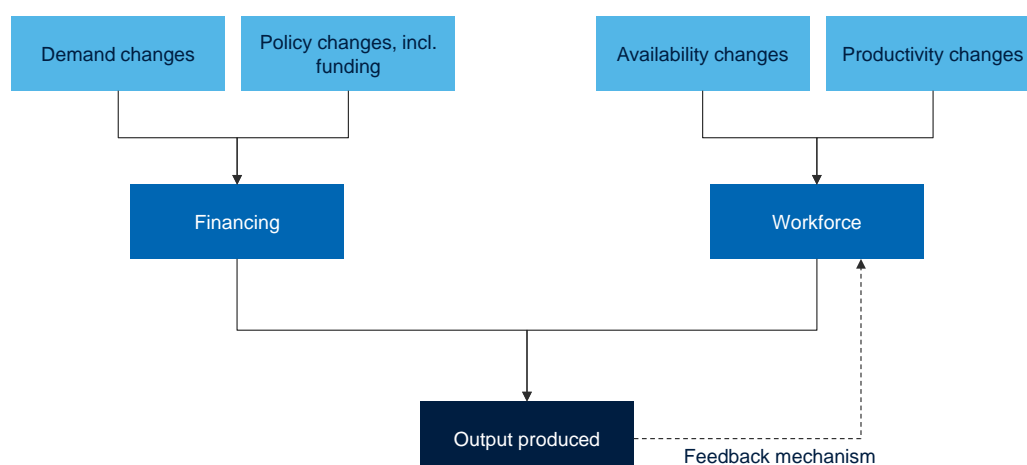 Demand changes
Policy changes, incl.
funding
Availability changes
Productivity changes
Financing
Workforce
Output produced
Feedback mechanism